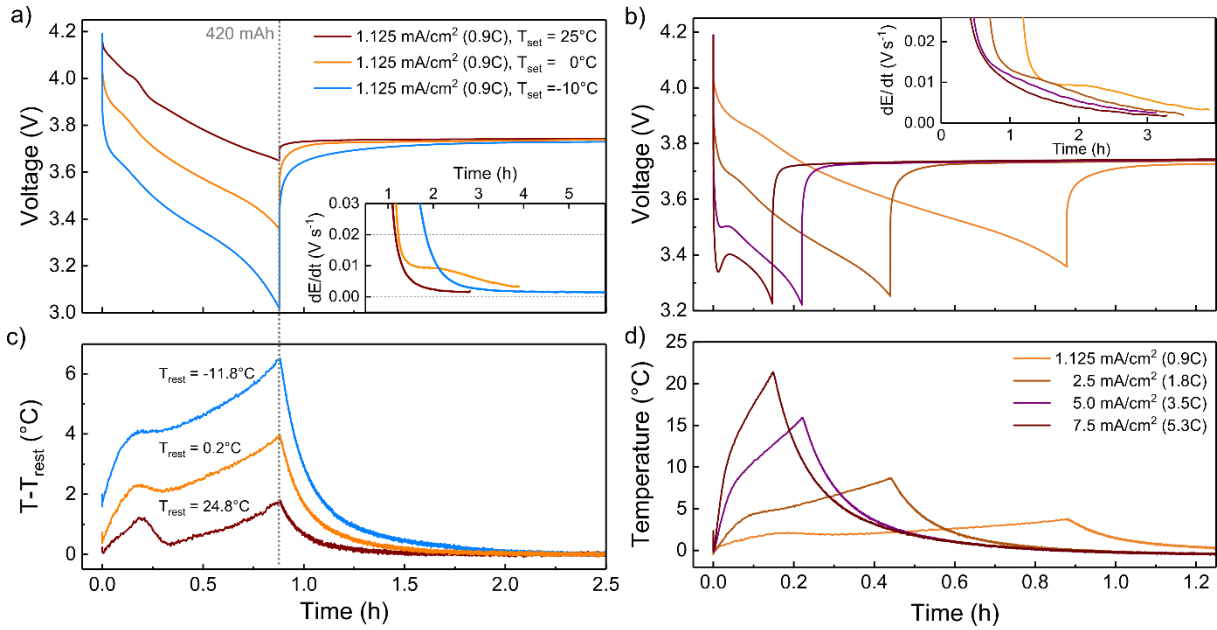 a)
420 mAh
1.125 mA/cm² (0.9C), T_set = 25°C
1.125 mA/cm² (0.9C), T_set = 0°C
1.125 mA/cm² (0.9C), T_set =-10°C
Voltage (V)
4.2
4.0
3.8
3.6
3.4
3.2
3.0
Time (h)
1 2 3 4 5
dE/dt (V s⁻¹)
0.03
0.02
0.01
0.00
b)
Voltage (V)
4.2
4.0
3.8
3.6
3.4
3.2
dE/dt (V s⁻¹)
0.02
0.01
0.00
0 1 2 3
Time (h)
c)
T-T_rest (°C)
6
4
2
0
T_rest = -11.8°C
T_rest = 0.2°C
T_rest = 24.8°C
0.0 0.5 1.0 1.5 2.0 2.5
Time (h)
d)
Temperature (°C)
25
20
15
10
5
0
1.125 mA/cm² (0.9C)
2.5 mA/cm² (1.8C)
5.0 mA/cm² (3.5C)
7.5 mA/cm² (5.3C)
0.0 0.2 0.4 0.6 0.8 1.0 1.2
Time (h)